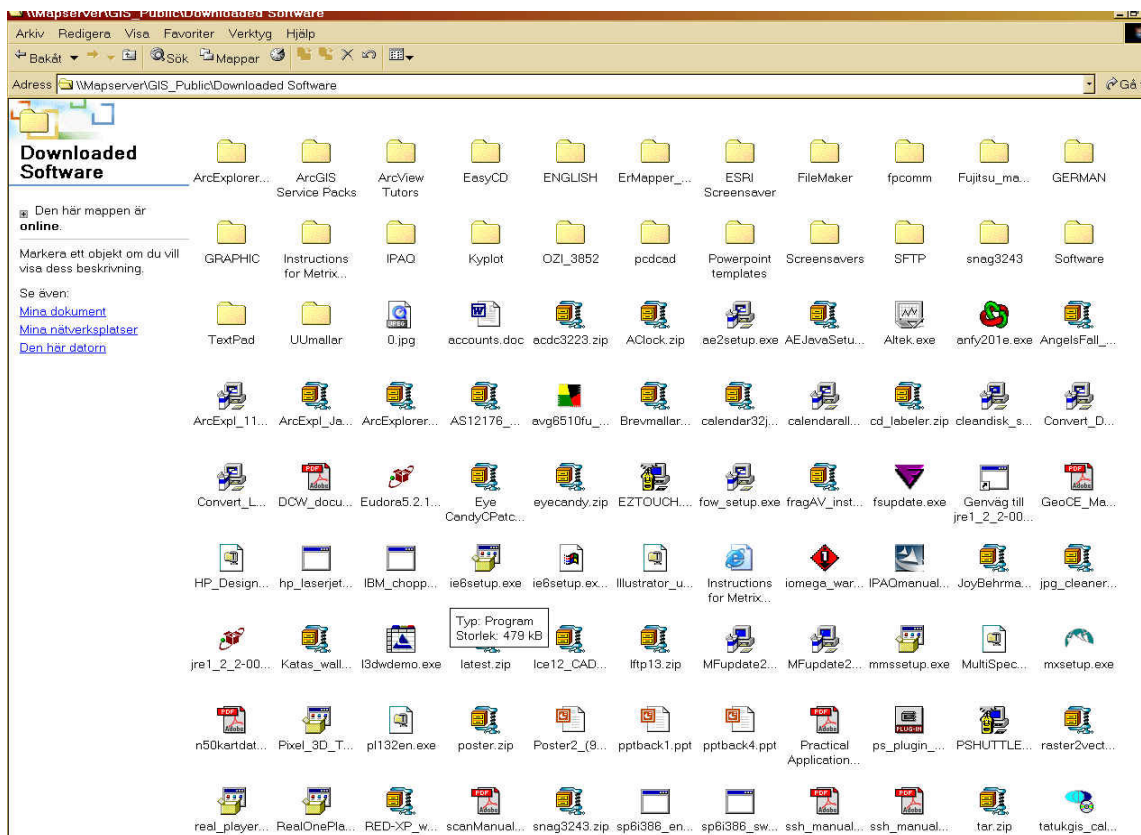 \\Mapserver\GIS_Public\Downloaded Software
Arkiv Redigera Visa Favoriter Verktyg Hjälp
Bakåt Sök Mappar
Adress \\Mapserver\GIS_Public\Downloaded Software Gå
Downloaded
Software
Den här mappen är
online.
Markera ett objekt om du vill
visa dess beskrivning.
Se även:
Mina dokument
Mina nätverksplatser
Den här datorn
ArcExplorer... ArcGIS Service Packs ArcView Tutors EasyCD ENGLISH ErMapper_... ESRI Screensaver FileMaker fpcomm Fujitsu_ma... GERMAN
GRAPHIC Instructions for Metrix... IPAQ Kyplot OZI_3852 pcdcad Powerpoint templates Screensavers SFTP snag3243 Software
TextPad UUmallar 0.jpg accounts.doc acdc3223.zip AClock.zip ae2setup.exe AEJavaSetu... Altek.exe anfy201e.exe AngelsFall_...
ArcExpl_11... ArcExpl_Ja... ArcExplorer... AS12176_... avg6510fu_... Brevmallar... calendar32j... calendarall... cd_labeler.zip cleandisk_s... Convert_D...
Convert_L... DCW_docu... Eudora5.2.1... Eye CandyCPatc... eyecandy.zip EZTOUCH... fow_setup.exe fragAV_inst... fsupdate.exe Genväg till jre1_2_2-00... GeoCE_Ma...
HP_Design... hp_laserjet... IBM_chopp... ie6setup.exe ie6setup.ex... Illustrator_u... Instructions for Metrix... iomega_war... IPAQmanual... JoyBehrma... jpg_cleaner...
Typ: Program
Storlek: 479 kB
jre1_2_2-00... Katas_wall... l3dwdemo.exe latest.zip lce12_CAD... lftp13.zip MFupdate2... MFupdate2... mmssetup.exe MultiSpec... mxsetup.exe
n50kartdat... Pixel_3D_T... pl132en.exe poster.zip Poster2_(9... pptback1.ppt pptback4.ppt Practical Application... ps_plugin_... PSHUTTLE... raster2vect...
real_player... RealOnePla... RED-XP_w... scanManual... snag3243.zip sp6i386_en... sp6i386_sw... ssh_manual... ssh_manual... tar.zip tatukgis_cal...